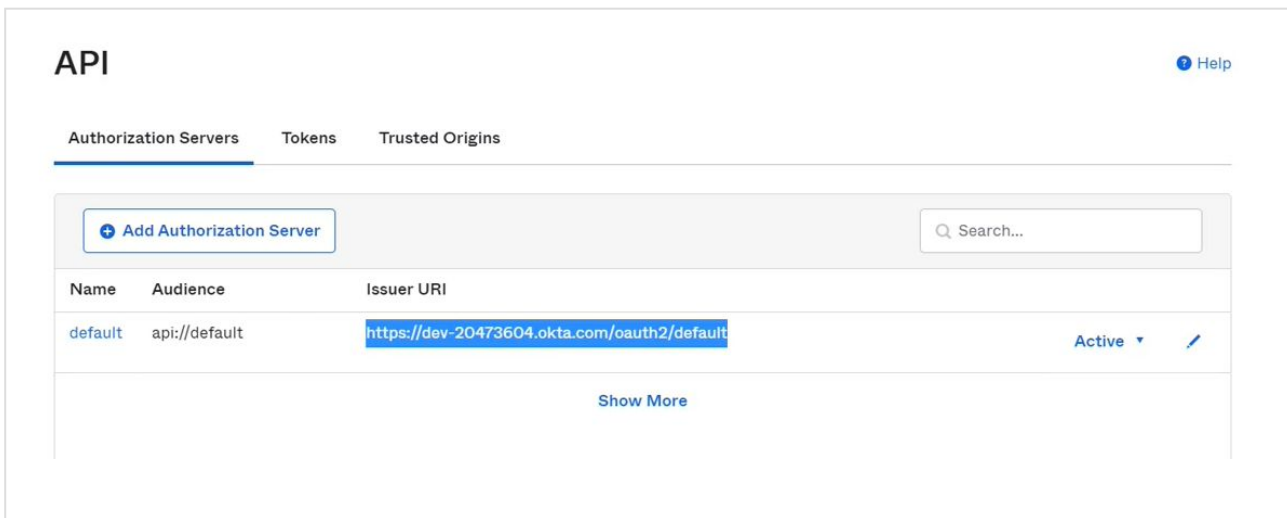 API
Help
Authorization Servers Tokens Trusted Origins
Add Authorization Server
Search...
Name Audience Issuer URI
default api://default https://dev-20473604.okta.com/oauth2/default Active
Show More